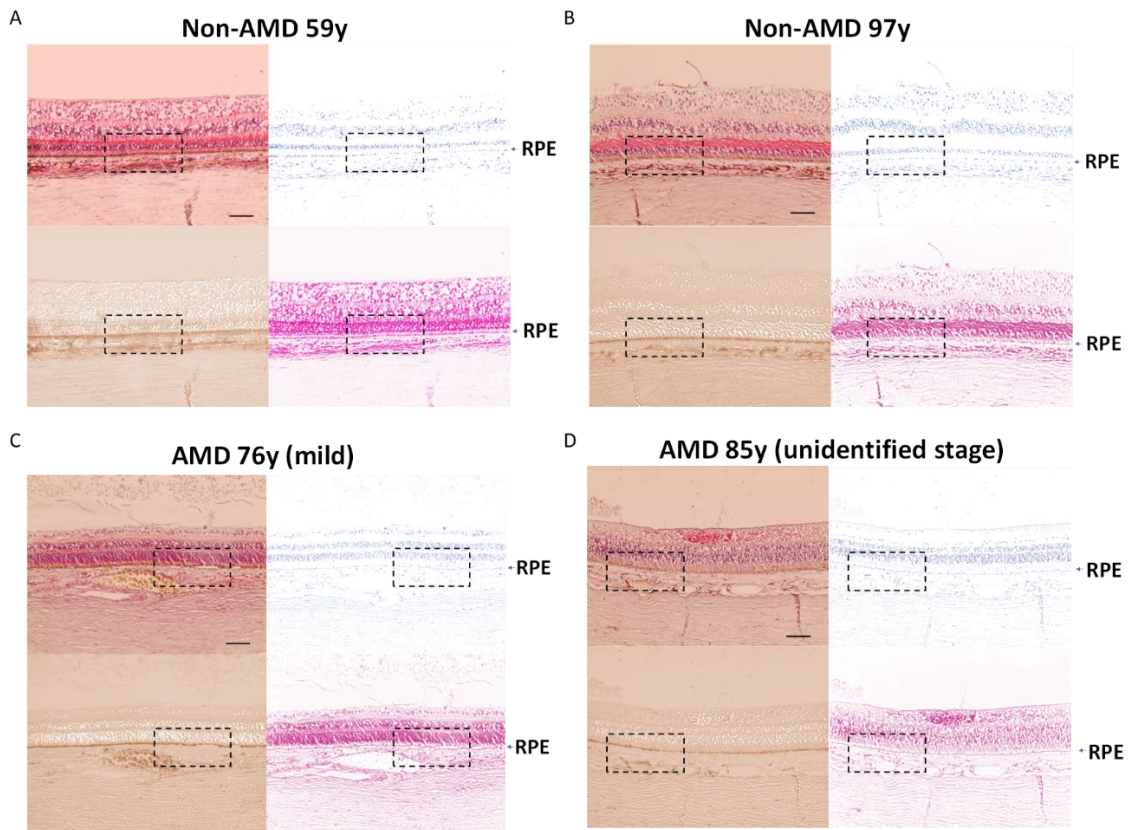 A
Non-AMD 59y
RPE
RPE
B
Non-AMD 97y
RPE
RPE
C
AMD 76y (mild)
RPE
RPE
D
AMD 85y (unidentified stage)
RPE
RPE